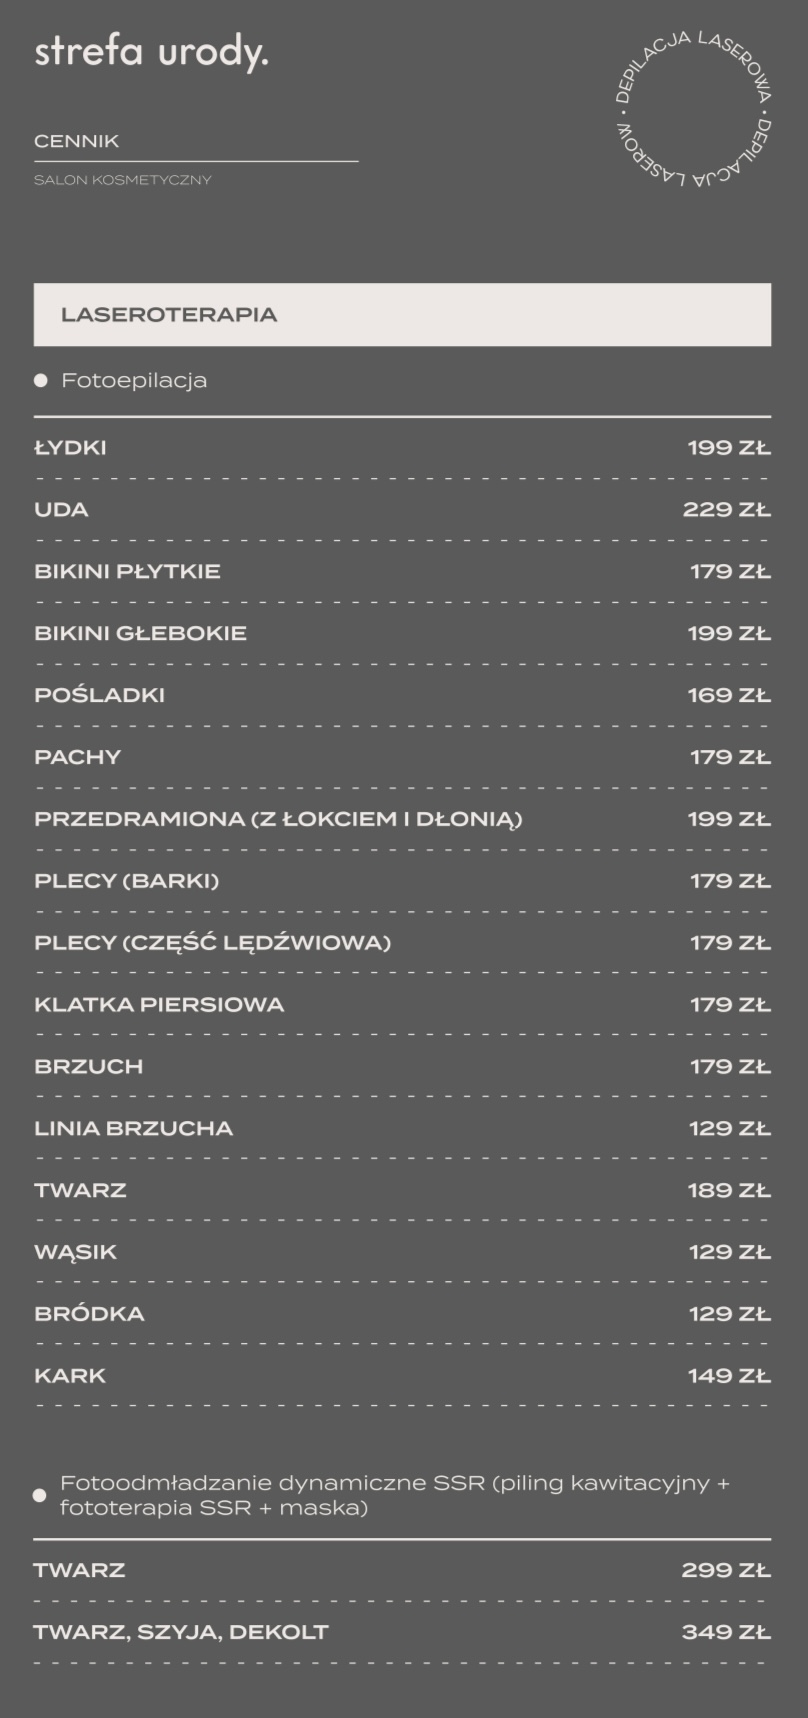 strefa urody.
DEPILACJA LASEROWA • DEPILACJA LASEROW •
CENNIK
SALON KOSMETYCZNY
LASEROTERAPIA
Fotoepilacja
ŁYDKI 199 ZŁ
UDA 229 ZŁ
BIKINI PŁYTKIE 179 ZŁ
BIKINI GŁEBOKIE 199 ZŁ
POŚLADKI 169 ZŁ
PACHY 179 ZŁ
PRZEDRAMIONA (Z ŁOKCIEM I DŁONIĄ) 199 ZŁ
PLECY (BARKI) 179 ZŁ
PLECY (CZĘŚĆ LĘDŹWIOWA) 179 ZŁ
KLATKA PIERSIOWA 179 ZŁ
BRZUCH 179 ZŁ
LINIA BRZUCHA 129 ZŁ
TWARZ 189 ZŁ
WĄSIK 129 ZŁ
BRÓDKA 129 ZŁ
KARK 149 ZŁ
Fotoodmładzanie dynamiczne SSR (piling kawitacyjny +
fototerapia SSR + maska)
TWARZ 299 ZŁ
TWARZ, SZYJA, DEKOLT 349 ZŁ